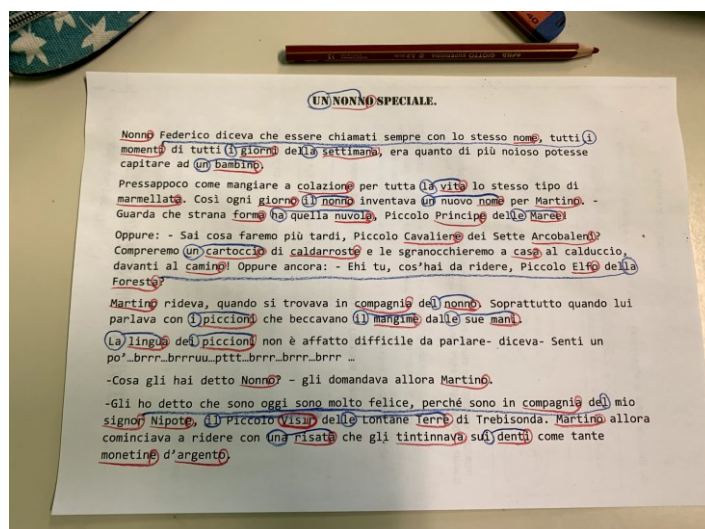 UN NONNO SPECIALE.
Nonno Federico diceva che essere chiamati sempre con lo stesso nome, tutti i
momenti di tutti i giorni della settimana, era quanto di più noioso potesse
capitare ad un bambino.
Pressappoco come mangiare a colazione per tutta la vita lo stesso tipo di
marmellata. Così ogni giorno il nonno inventava un nuovo nome per Martino. -
Guarda che strana forma ha quella nuvola, Piccolo Principe delle Maree!
Oppure: - Sai cosa faremo più tardi, Piccolo Cavaliere dei Sette Arcobaleni?
Compreremo un cartoccio di caldarroste e le sgranocchieremo a casa al calduccio,
davanti al camino! Oppure ancora: - Ehi tu, cos'hai da ridere, Piccolo Elfo della
Foresta?
Martino rideva, quando si trovava in compagnia del nonno. Soprattutto quando lui
parlava con i piccioni che beccavano il mangime dalle sue mani.
La lingua dei piccioni non è affatto difficile da parlare- diceva- Senti un
po'…brrr…brrruu…pttt…brrr…brrr…brrr …
-Cosa gli hai detto Nonno? – gli domandava allora Martino.
-Gli ho detto che sono oggi sono molto felice, perché sono in compagnia del mio
signor Nipote, il Piccolo Visir delle Lontane Terre di Trebisonda. Martino allora
cominciava a ridere con una risata che gli tintinnava sui denti come tante
monetine d'argento.